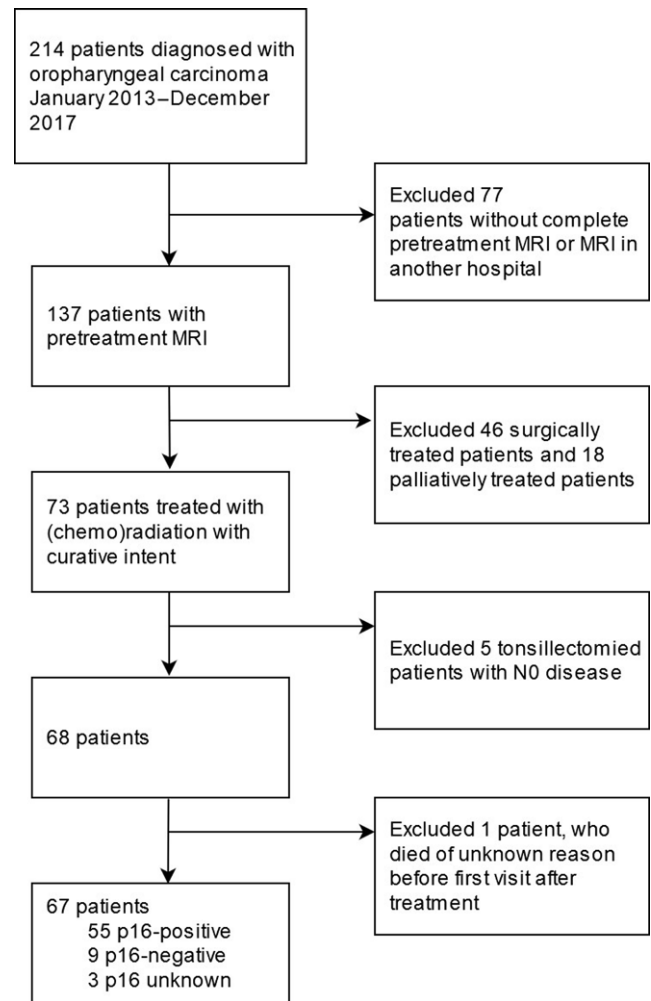 214 patients diagnosed with
oropharyngeal carcinoma
January 2013–December
2017
Excluded 77
patients without complete
pretreatment MRI or MRI in
another hospital
137 patients with
pretreatment MRI
Excluded 46 surgically
treated patients and 18
palliatively treated patients
73 patients treated with
(chemo)radiation with
curative intent
Excluded 5 tonsillectomied
patients with N0 disease
68 patients
Excluded 1 patient, who
died of unknown reason
before first visit after
treatment
67 patients
55 p16-positive
9 p16-negative
3 p16 unknown